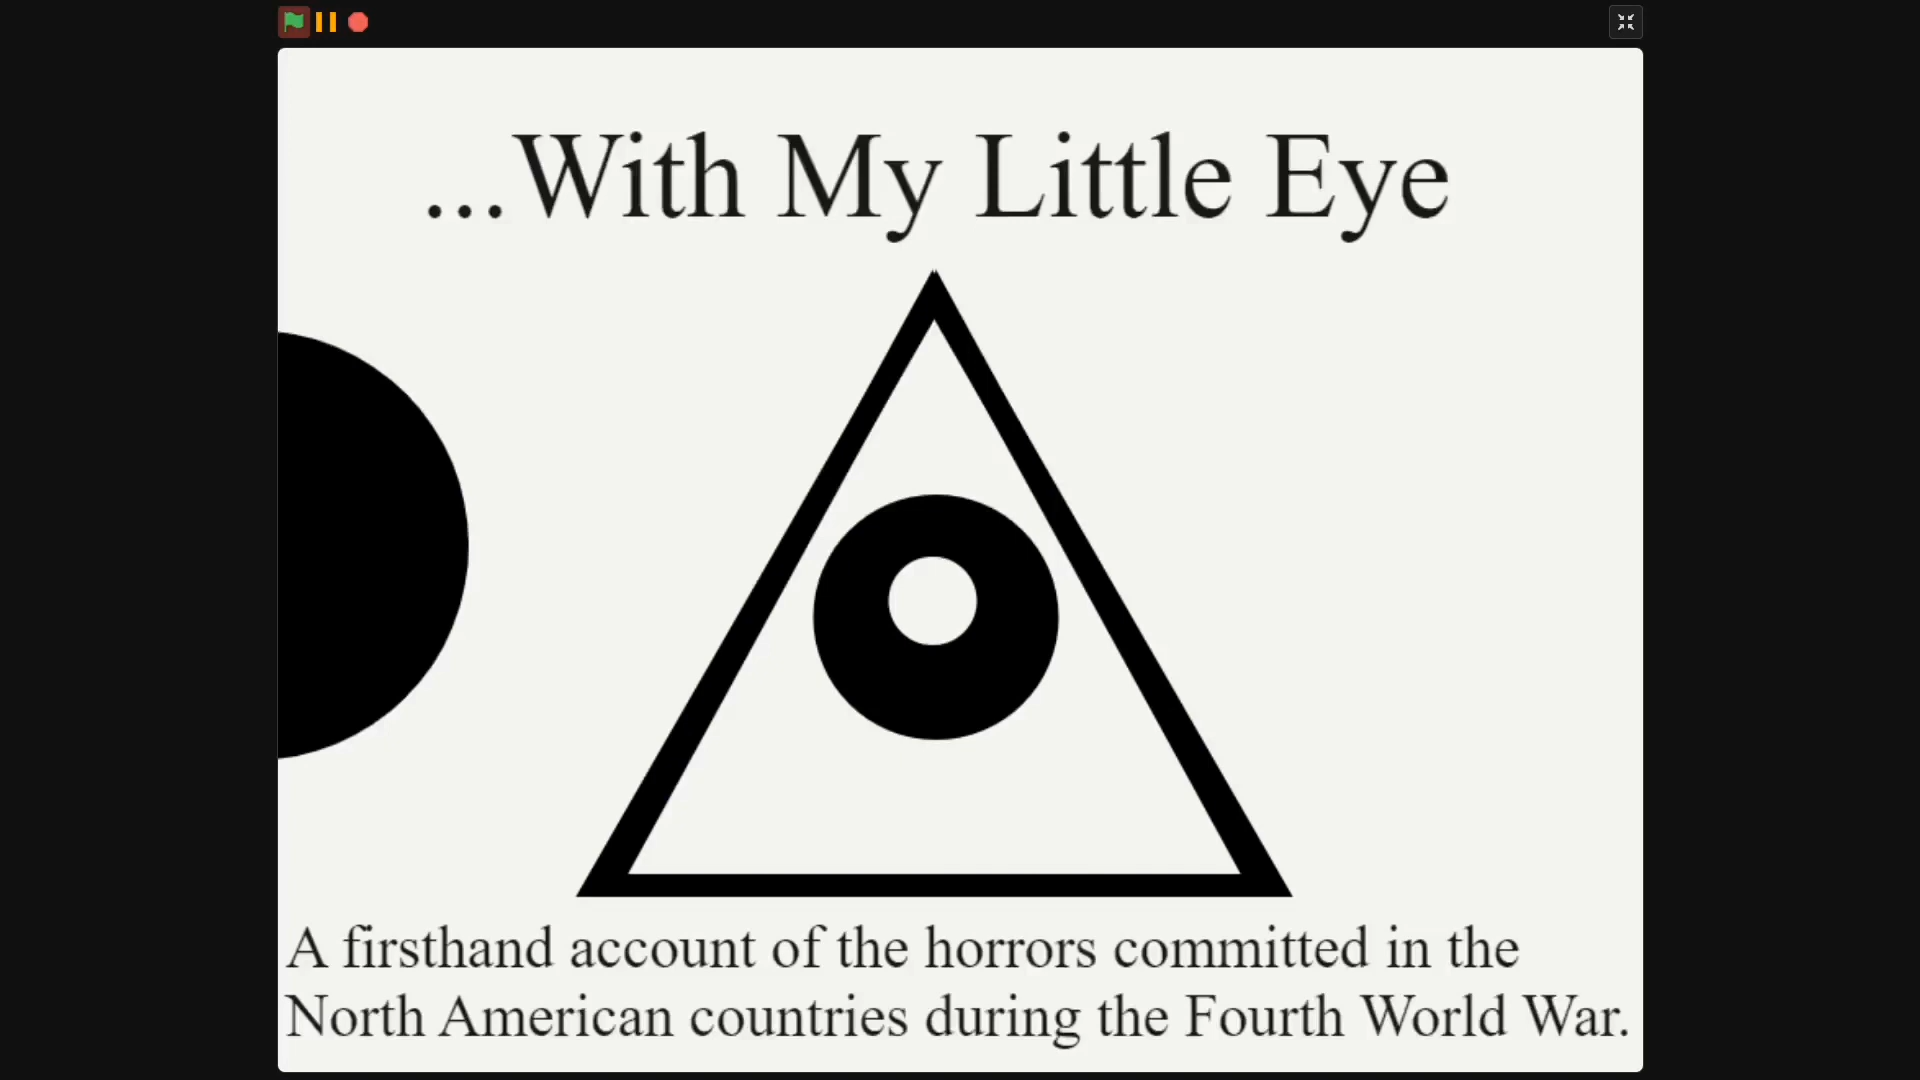 ...With My Little Eye
A firsthand account of the horrors committed in the
North American countries during the Fourth World War.